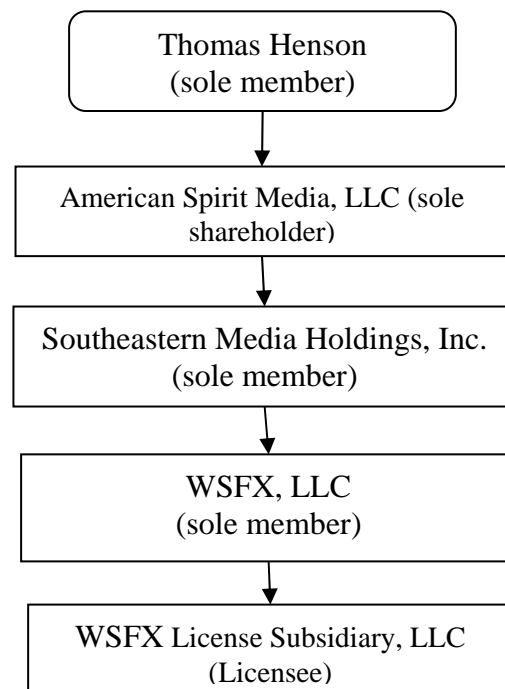 Thomas Henson
(sole member)
American Spirit Media, LLC (sole
shareholder)
Southeastern Media Holdings, Inc.
(sole member)
WSFX, LLC
(sole member)
WSFX License Subsidiary, LLC
(Licensee)